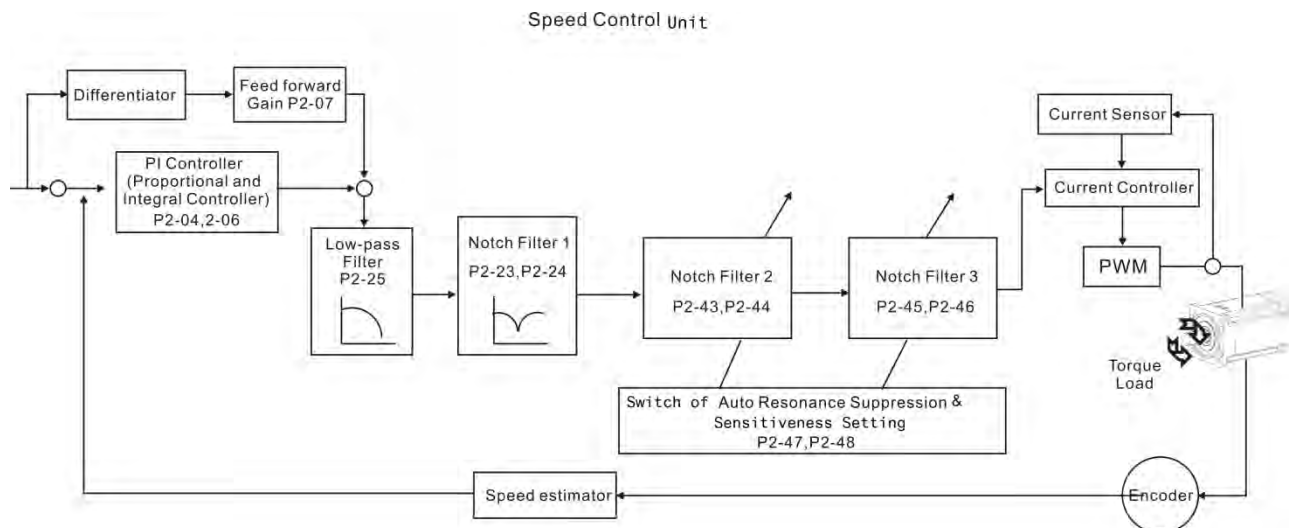 Speed Control Unit
Differentiator
Feed forward
Gain P2-07
PI Controller
(Proportional and
Integral Controller)
P2-04,2-06
Low-pass
Filter
P2-25
Notch Filter 1
P2-23,P2-24
Notch Filter 2
P2-43,P2-44
Notch Filter 3
P2-45,P2-46
Current Sensor
Current Controller
PWM
Torque
Load
Switch of Auto Resonance Suppression &
Sensitiveness Setting
P2-47,P2-48
Speed estimator
Encoder